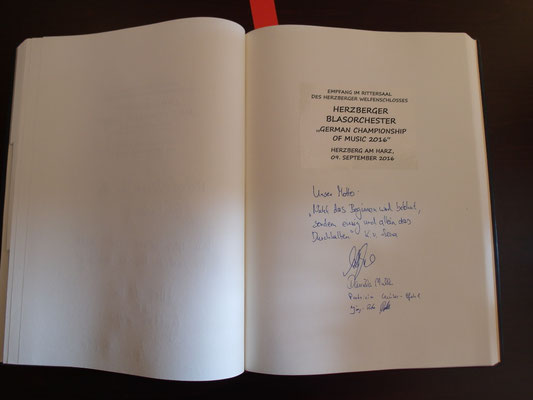 EMPFANG IM RITTERSAAL
DES HERZBERGER WELFENSCHLOSSES
HERZBERGER
BLASORCHESTER
„GERMAN CHAMPIONSHIP
OF MUSIC 2016"
HERZBERG AM HARZ,
09. SEPTEMBER 2016
Unser Motto:
„Nicht das Beginnen wird belohnt,
sondern einzig und allein das
Durchhalten"